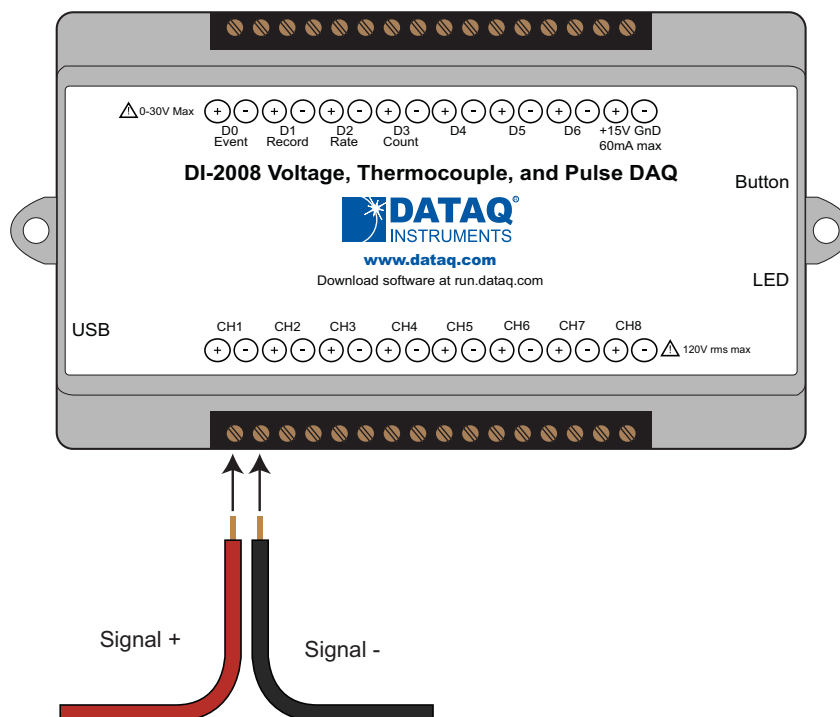 0-30V Max + - + - + - + - + - + - + - + -
D0 D1 D2 D3 D4 D5 D6 +15V GnD
Event Record Rate Count 60mA max
DI-2008 Voltage, Thermocouple, and Pulse DAQ
Button
DATAQ®
INSTRUMENTS
www.dataq.com
Download software at run.dataq.com
LED
USB
CH1 CH2 CH3 CH4 CH5 CH6 CH7 CH8
+ - + - + - + - + - + - + - + - 120V rms max
Signal +
Signal -